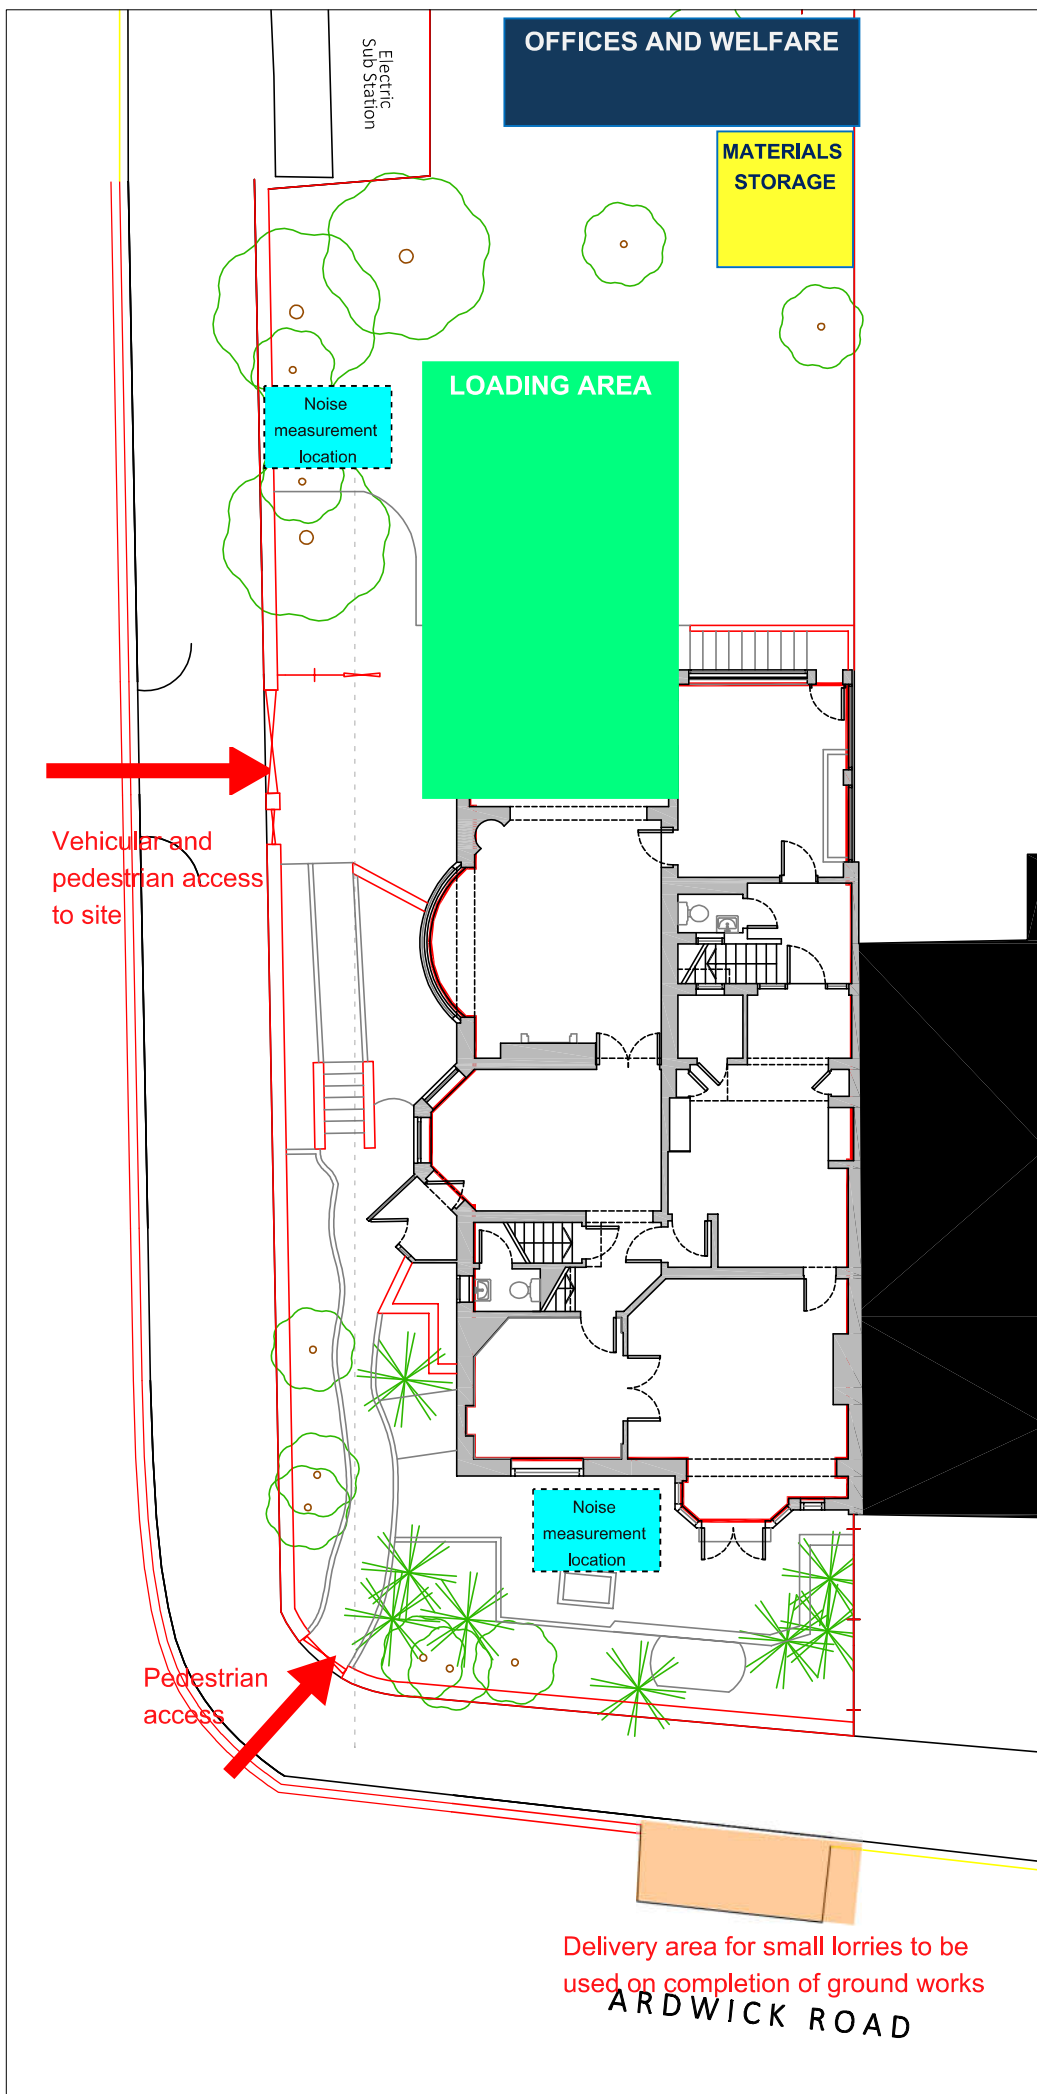 Electric
Sub Station
OFFICES AND WELFARE
MATERIALS
STORAGE
LOADING AREA
Noise
measurement
location
Vehicular and
pedestrian access
to site
Noise
measurement
location
Pedestrian
access
Delivery area for small lorries to be
used on completion of ground works
ARDWICK ROAD